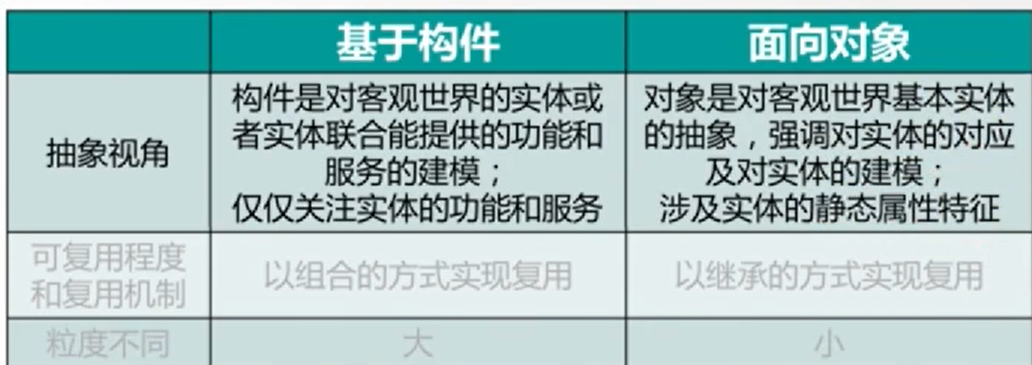 基于构件
面向对象
抽象视角
构件是对客观世界的实体或
者实体联合能提供的功能和
服务的建模；
仅仅关注实体的功能和服务
对象是对客观世界基本实体
的抽象，强调对实体的对应
及对实体的建模；
涉及实体的静态属性特征
可复用程度
和复用机制
以组合的方式实现复用
以继承的方式实现复用
粒度不同
大
小